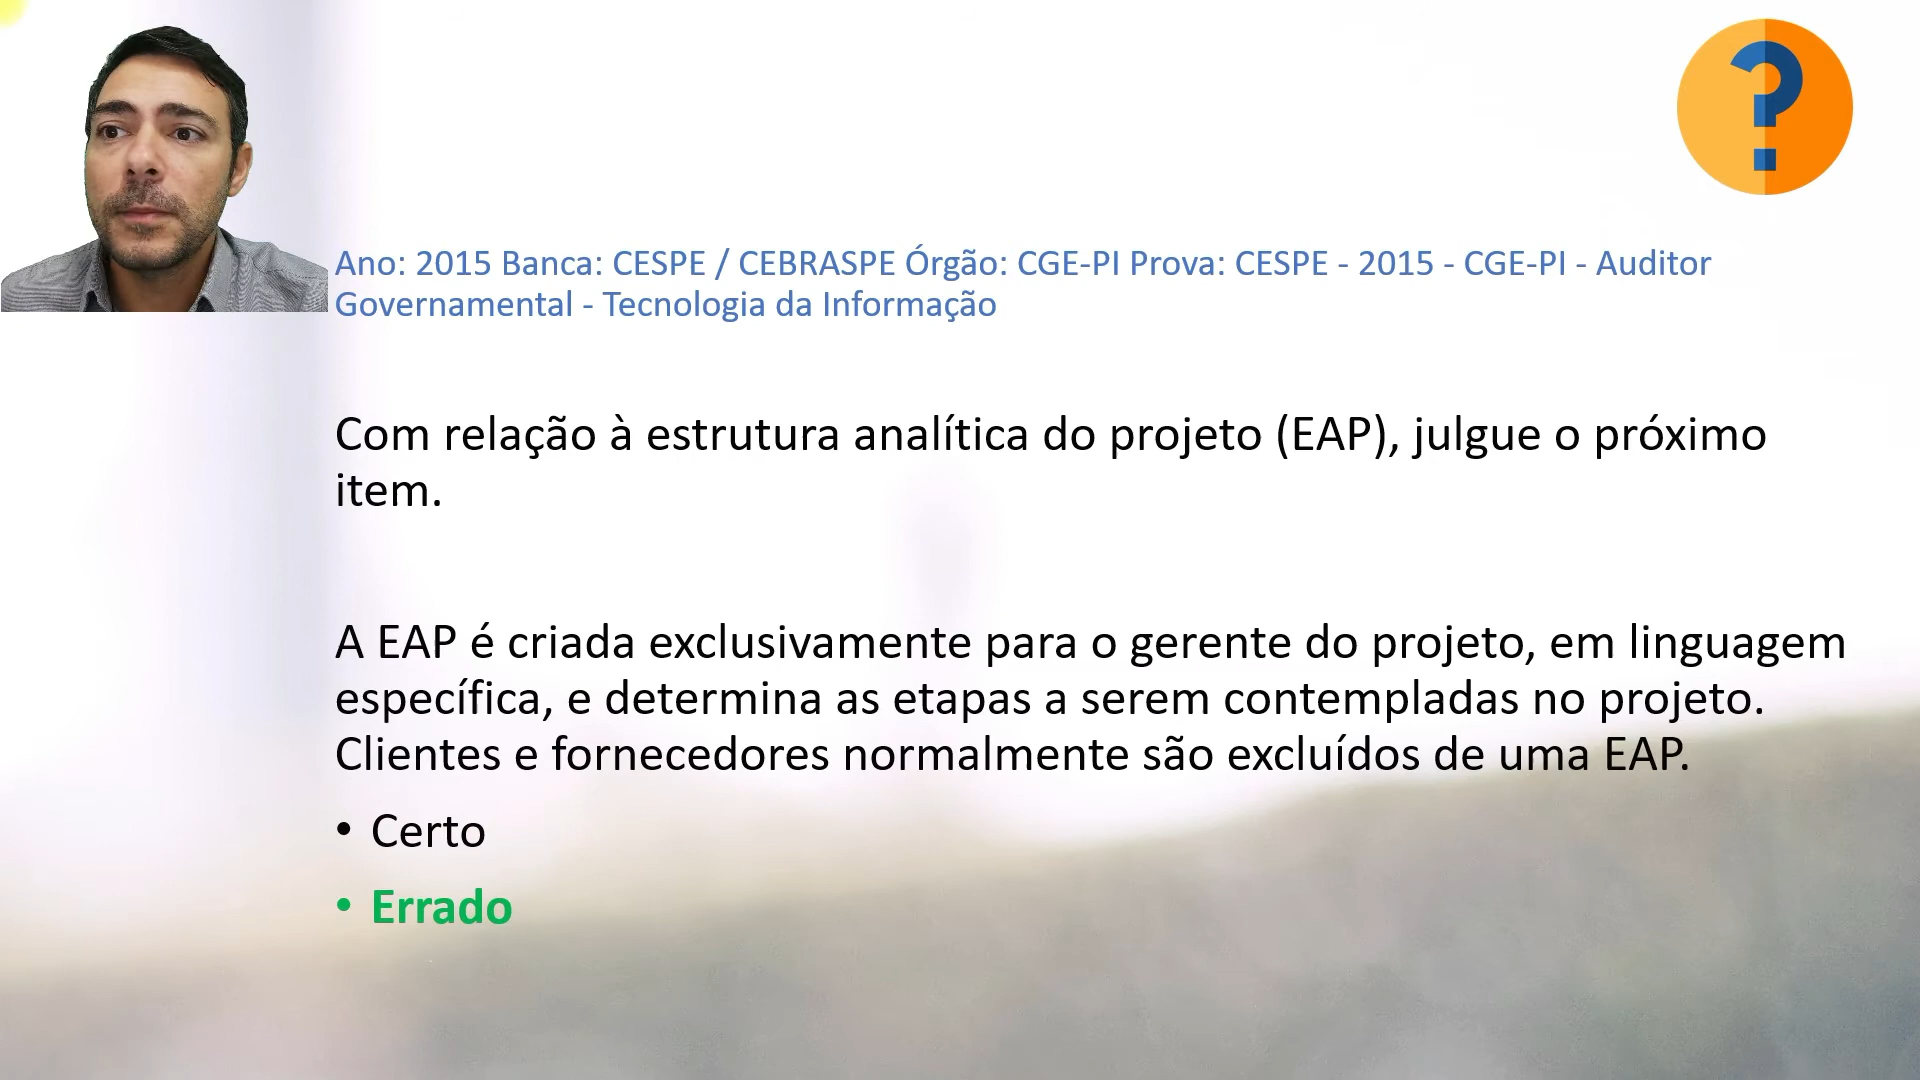 Ano: 2015 Banca: CESPE / CEBRASPE Órgão: CGE-PI Prova: CESPE - 2015 - CGE-PI - Auditor
Governamental - Tecnologia da Informação
Com relação à estrutura analítica do projeto (EAP), julgue o próximo
item.
A EAP é criada exclusivamente para o gerente do projeto, em linguagem
específica, e determina as etapas a serem contempladas no projeto.
Clientes e fornecedores normalmente são excluídos de uma EAP.
• Certo
• Errado